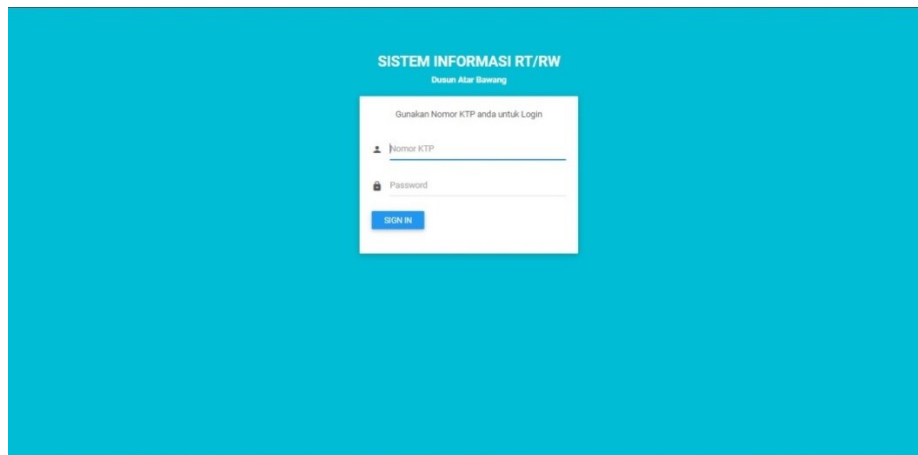 SISTEM INFORMASI RT/RW
Dusun Atar Bawang
Gunakan Nomor KTP anda untuk Login
Nomor KTP
Password
SIGN IN